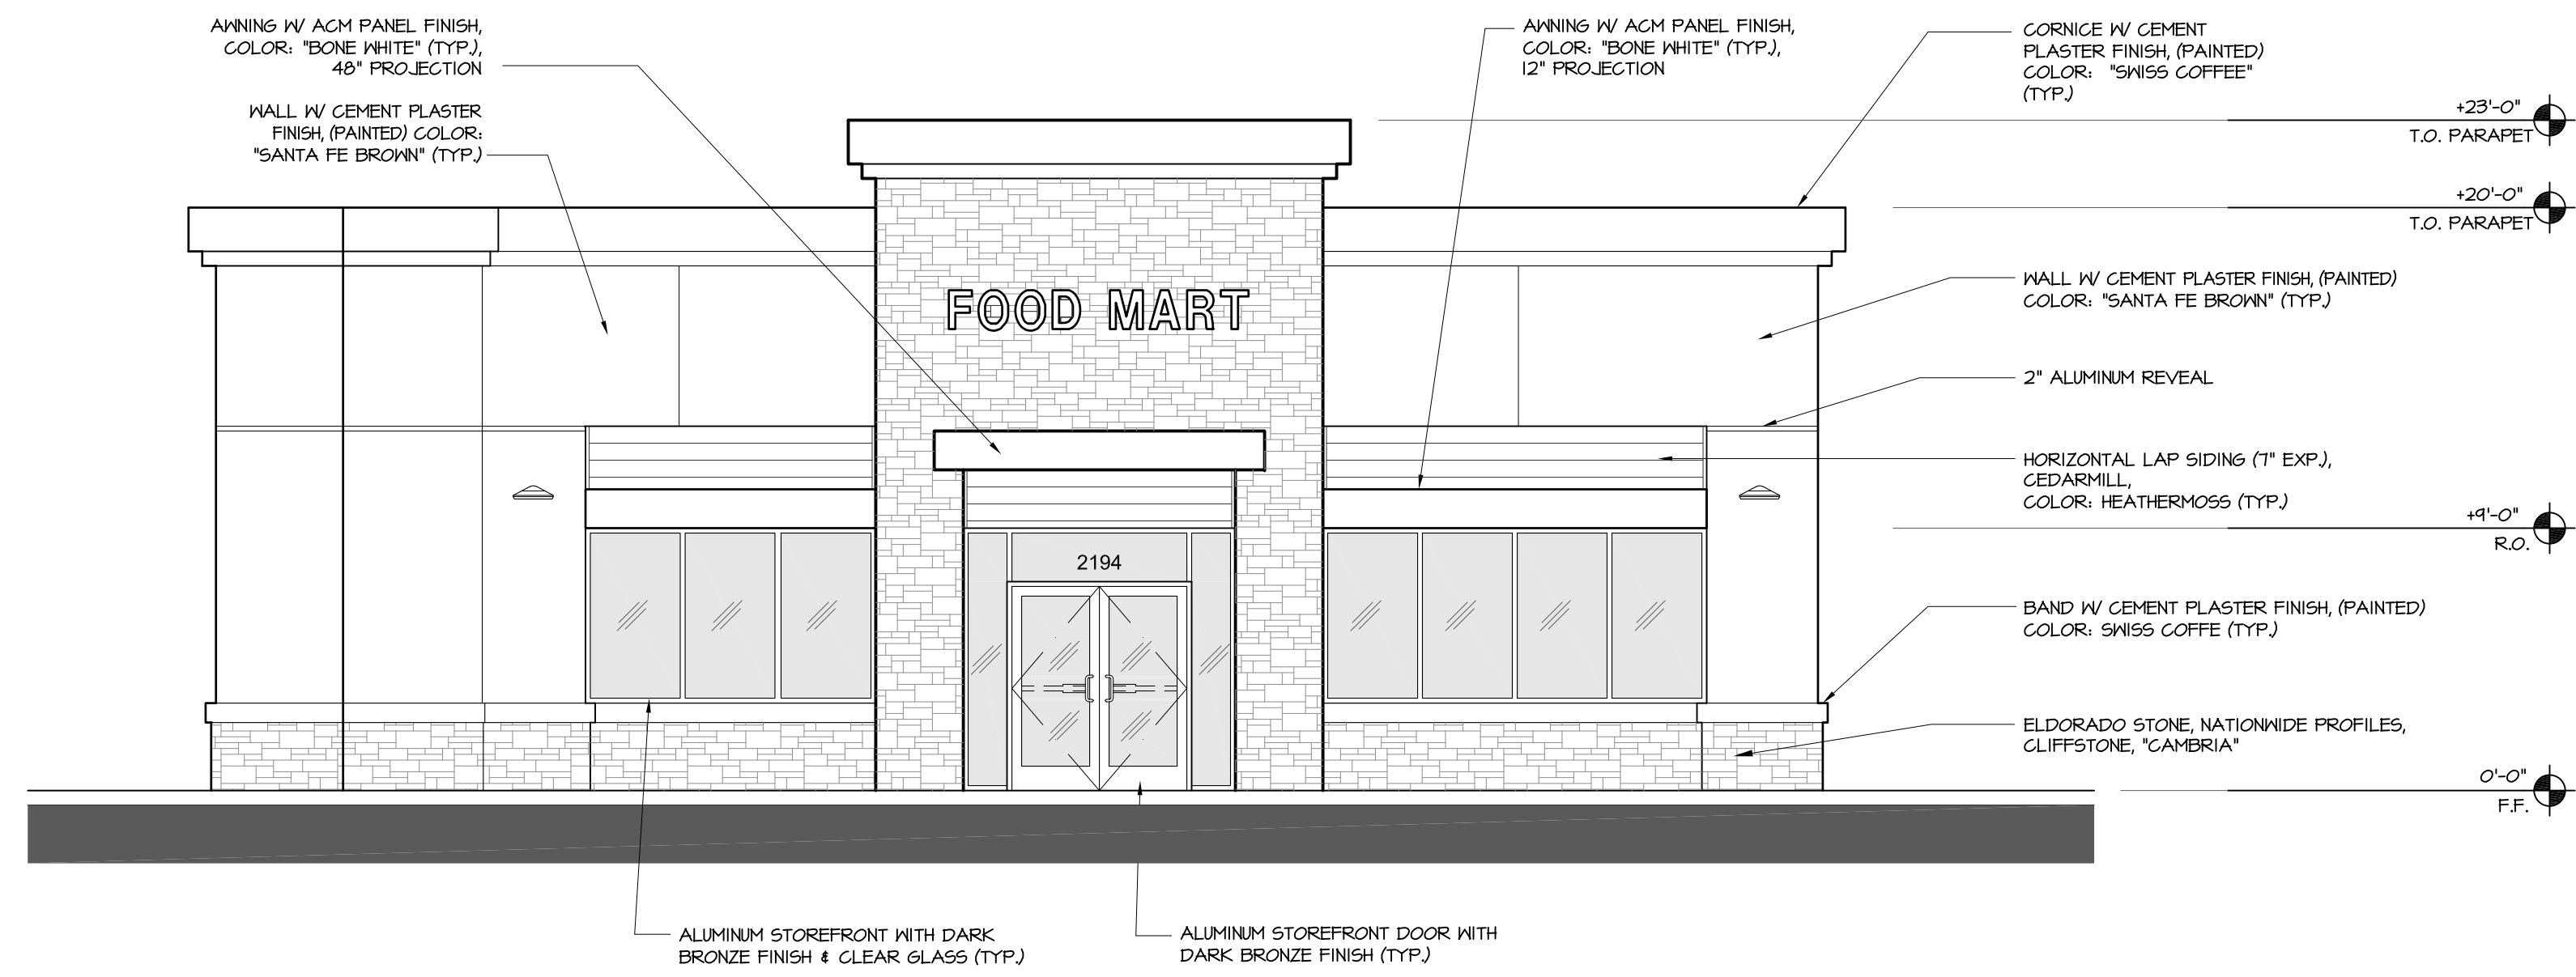 AWNING W/ ACM PANEL FINISH,
COLOR: "BONE WHITE" (TYP.),
48" PROJECTION
WALL W/ CEMENT PLASTER
FINISH, (PAINTED) COLOR:
"SANTA FE BROWN" (TYP.)
AWNING W/ ACM PANEL FINISH,
COLOR: "BONE WHITE" (TYP.),
12" PROJECTION
CORNICE W/ CEMENT
PLASTER FINISH, (PAINTED)
COLOR: "SWISS COFFEE"
(TYP.)
+23'-0"
T.O. PARAPET
+20'-0"
T.O. PARAPET
WALL W/ CEMENT PLASTER FINISH, (PAINTED)
COLOR: "SANTA FE BROWN" (TYP.)
FOOD MART
2" ALUMINUM REVEAL
HORIZONTAL LAP SIDING (7" EXP.),
CEDARMILL,
COLOR: HEATHERMOSS (TYP.)
+9'-0"
R.O.
2194
BAND W/ CEMENT PLASTER FINISH, (PAINTED)
COLOR: SWISS COFFE (TYP.)
ELDORADO STONE, NATIONWIDE PROFILES,
CLIFFSTONE, "CAMBRIA"
0'-0"
F.F.
ALUMINUM STOREFRONT WITH DARK
BRONZE FINISH & CLEAR GLASS (TYP.)
ALUMINUM STOREFRONT DOOR WITH
DARK BRONZE FINISH (TYP.)